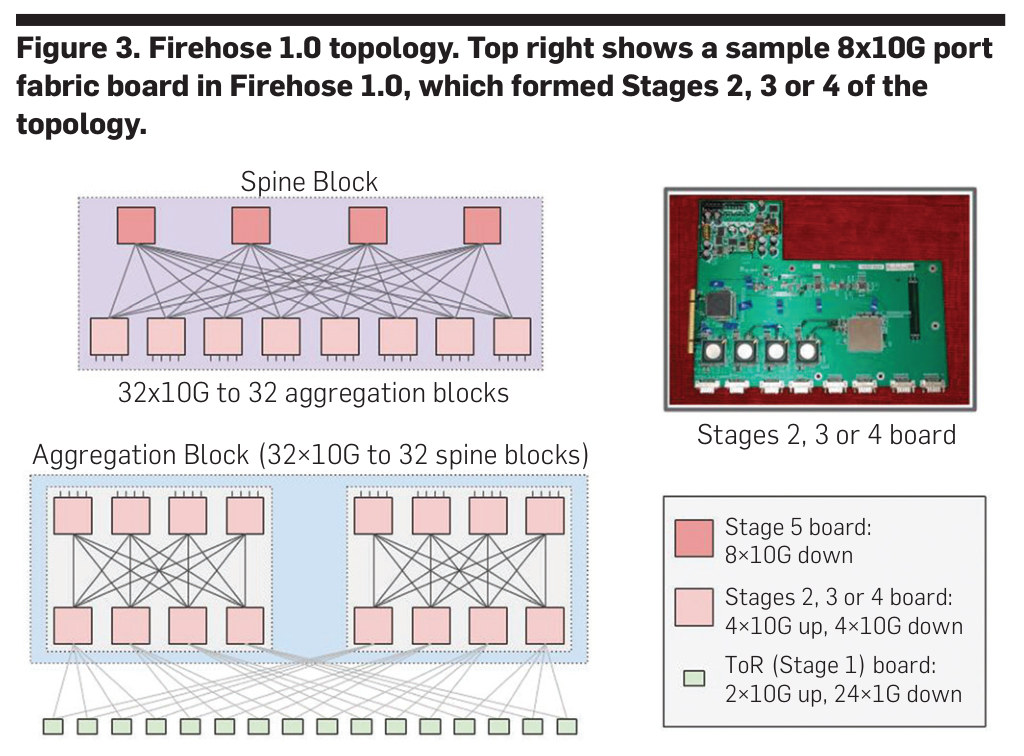 Figure 3. Firehose 1.0 topology. Top right shows a sample 8x10G port
fabric board in Firehose 1.0, which formed Stages 2, 3 or 4 of the
topology.
Spine Block
32x10G to 32 aggregation blocks
Stages 2, 3 or 4 board
Aggregation Block (32×10G to 32 spine blocks)
Stage 5 board:
8×10G down
Stages 2, 3 or 4 board:
4×10G up, 4×10G down
ToR (Stage 1) board:
2×10G up, 24×1G down